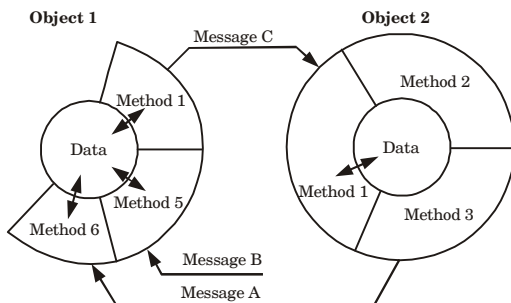 Object 1
Object 2
Message C
Method 1
Method 2
Data
Data
Method 1
Method 5
Method 6
Method 3
Message B
Message A